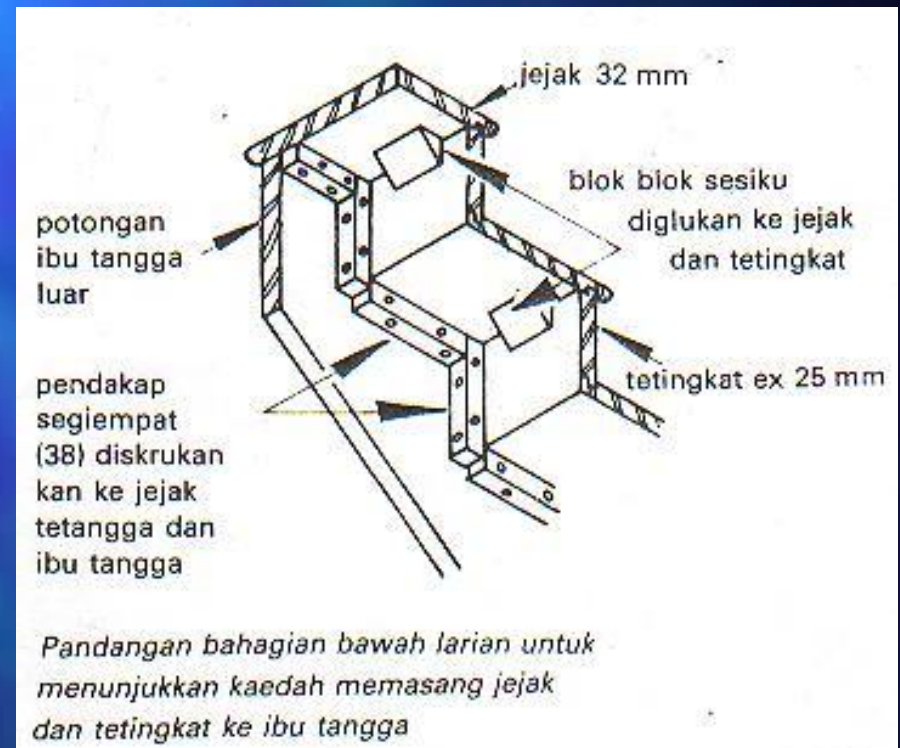 jejak 32 mm
blok blok sesiku
diglukan ke jejak
dan tetingkat
potongan
ibu tangga
luar
tetingkat ex 25 mm
pendakap
segiempat
(38) diskrukan
kan ke jejak
tetangga dan
ibu tangga
Pandangan bahagian bawah larian untuk
menunjukkan kaedah memasang jejak
dan tetingkat ke ibu tangga